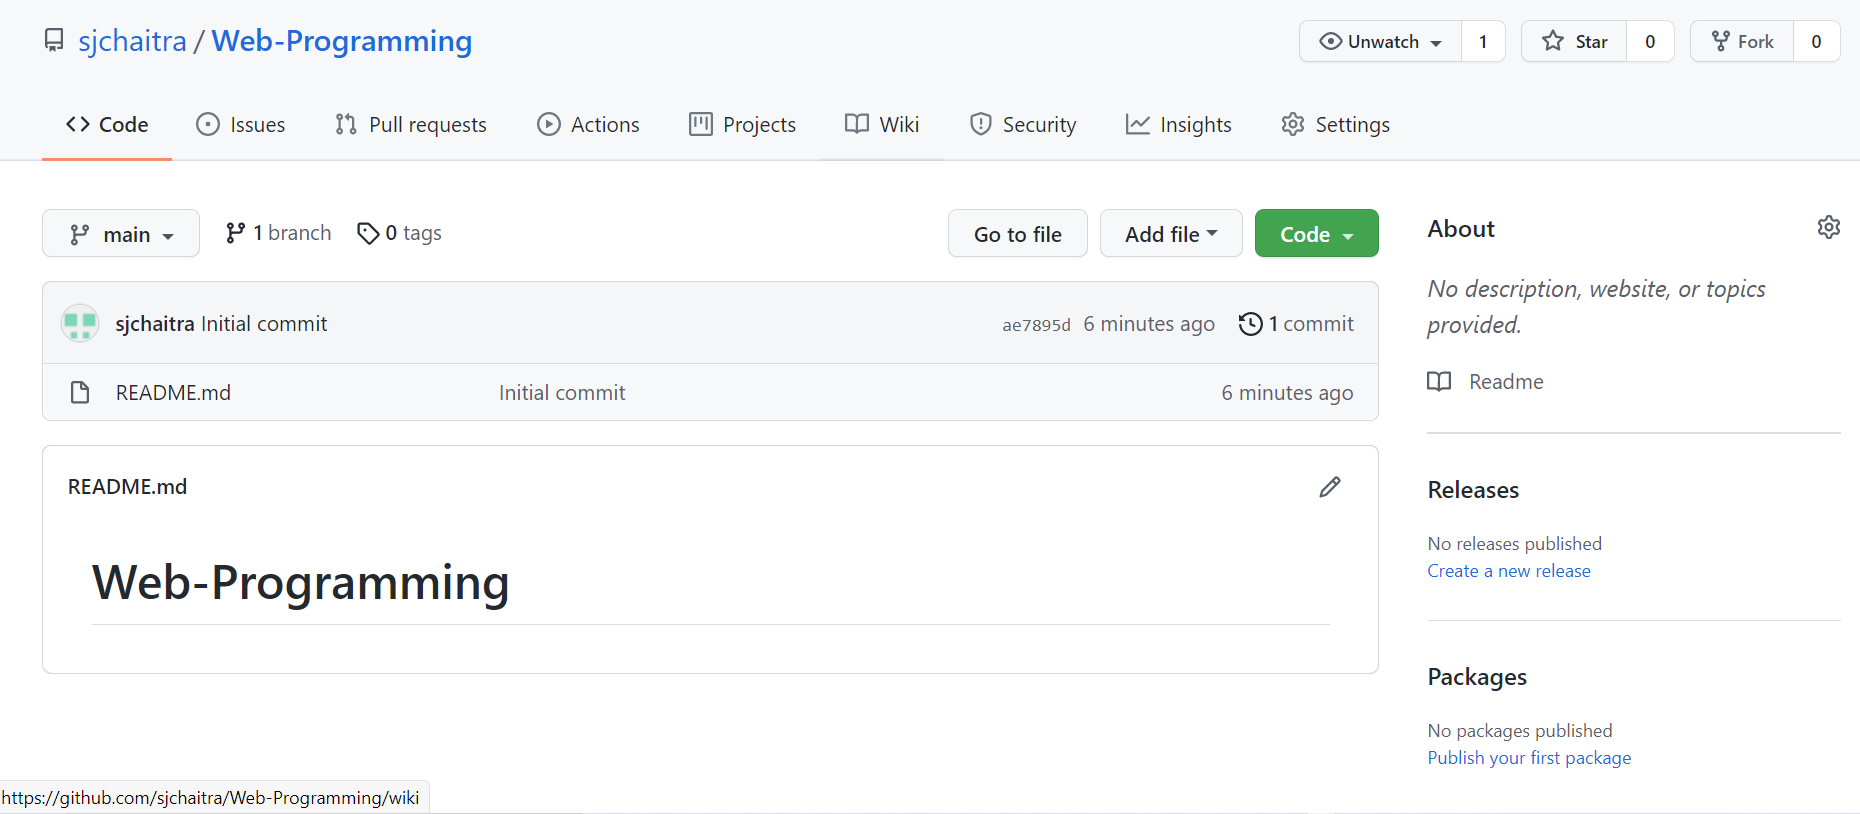 sjchaitra / Web-Programming
Unwatch 1 Star 0 Fork 0
Code Issues Pull requests Actions Projects Wiki Security Insights Settings
main 1 branch 0 tags Go to file Add file Code
sjchaitra Initial commit ae7895d 6 minutes ago 1 commit
README.md Initial commit 6 minutes ago
README.md
Web-Programming
About
No description, website, or topics
provided.
Readme
Releases
No releases published
Create a new release
Packages
No packages published
Publish your first package
https://github.com/sjchaitra/Web-Programming/wiki